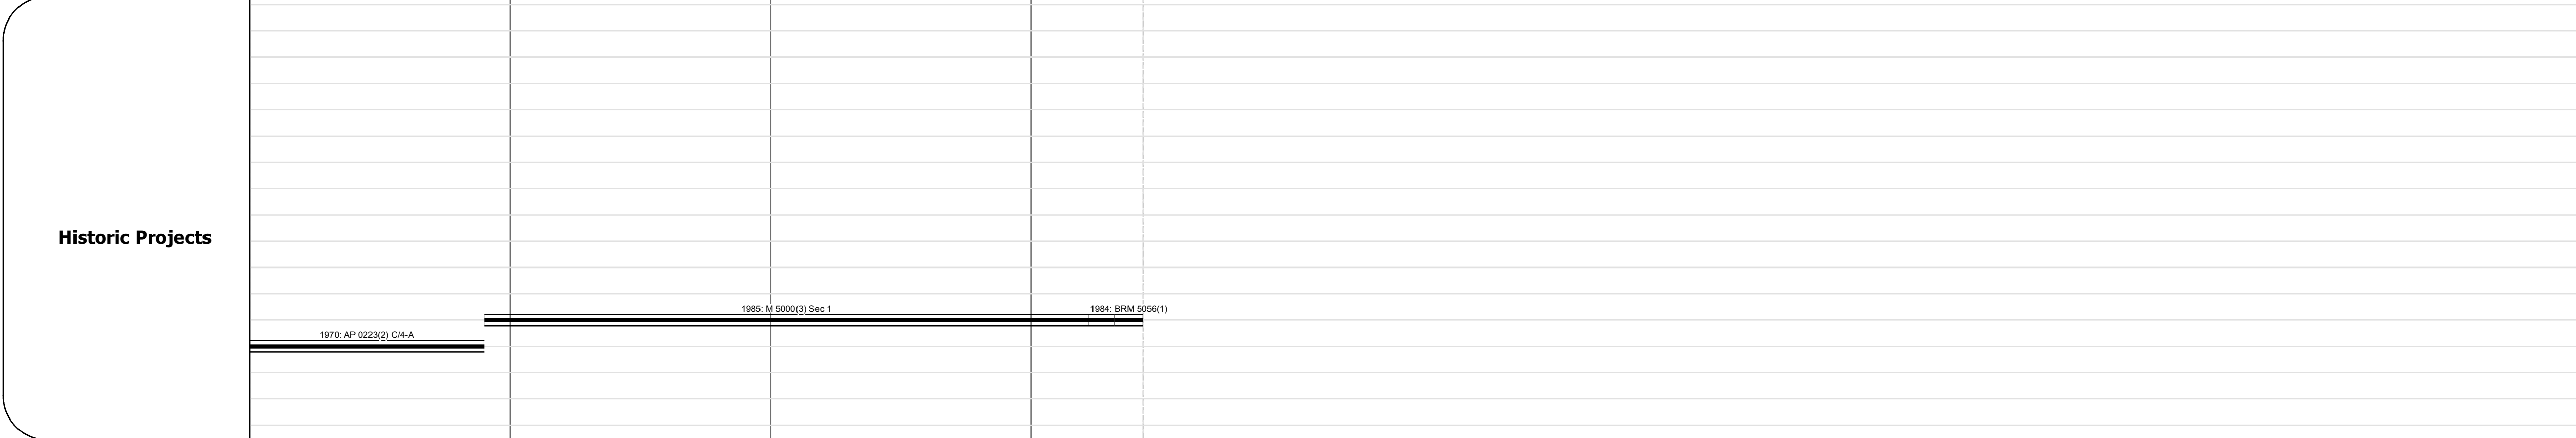 Historic Projects
1985: M 5000(3) Sec 1
1984: BRM 5056(1)
1970: AP 0223(2) C/4-A